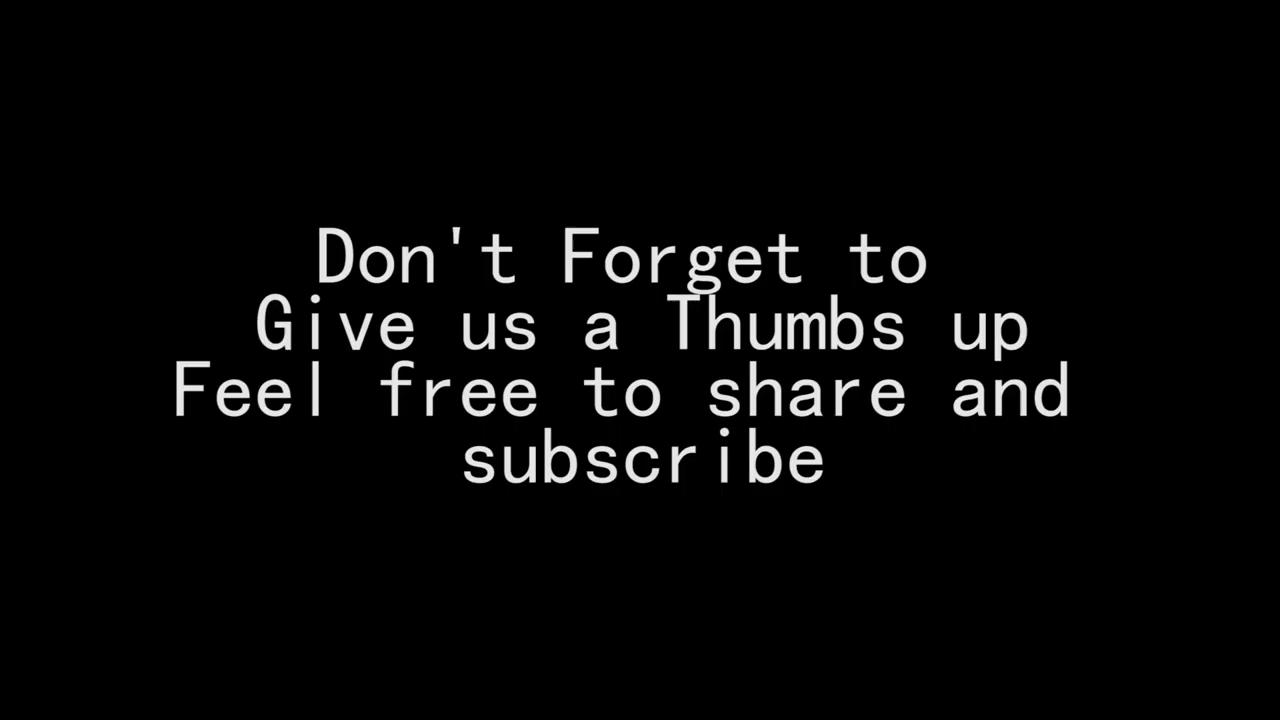 Don't Forget to
Give us a Thumbs up
Feel free to share and
subscribe